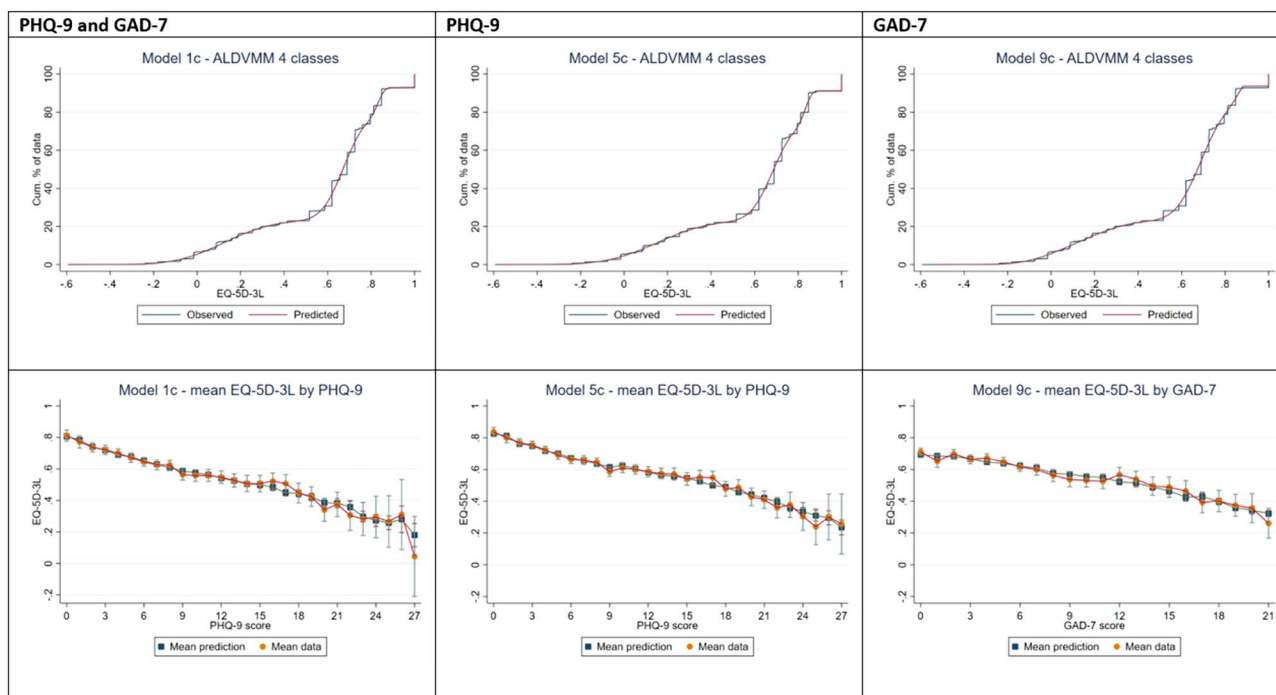 PHQ-9 and GAD-7
PHQ-9
GAD-7
Model 1c - ALDVMM 4 classes
Cum. % of data
100
80
60
40
20
0
-.6 -.4 -.2 0 .2 .4 .6 .8 1
EQ-5D-3L
Observed Predicted
Model 5c - ALDVMM 4 classes
Cum. % of data
100
80
60
40
20
0
-.6 -.4 -.2 0 .2 .4 .6 .8 1
EQ-5D-3L
Observed Predicted
Model 9c - ALDVMM 4 classes
Cum. % of data
100
80
60
40
20
0
-.6 -.4 -.2 0 .2 .4 .6 .8 1
EQ-5D-3L
Observed Predicted
Model 1c - mean EQ-5D-3L by PHQ-9
EQ-5D-3L
1
.8
.6
.4
.2
0
-.2
0 3 6 9 12 15 18 21 24 27
PHQ-9 score
Mean prediction Mean data
Model 5c - mean EQ-5D-3L by PHQ-9
EQ-5D-3L
1
.8
.6
.4
.2
0
-.2
0 3 6 9 12 15 18 21 24 27
PHQ-9 score
Mean prediction Mean data
Model 9c - mean EQ-5D-3L by GAD-7
EQ-5D-3L
1
.8
.6
.4
.2
0
-.2
0 3 6 9 12 15 18 21
GAD-7 score
Mean prediction Mean data